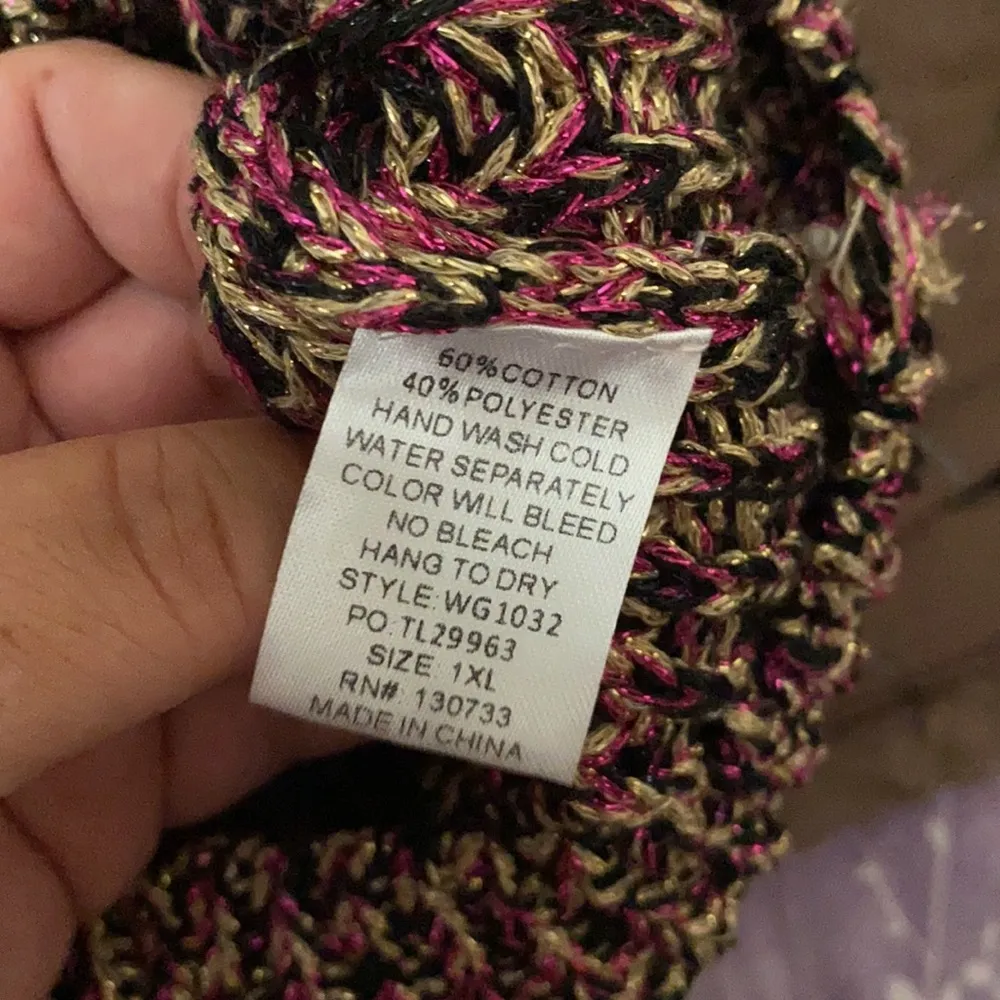 60%COTTON
40%POLYESTER
HAND WASH COLD
WATER SEPARATELY
COLOR WILL BLEED
NO BLEACH
HANG TO DRY
STYLE:WG1032
PO:TL29963
SIZE: 1XL
RN#: 130733
MADE IN CHINA